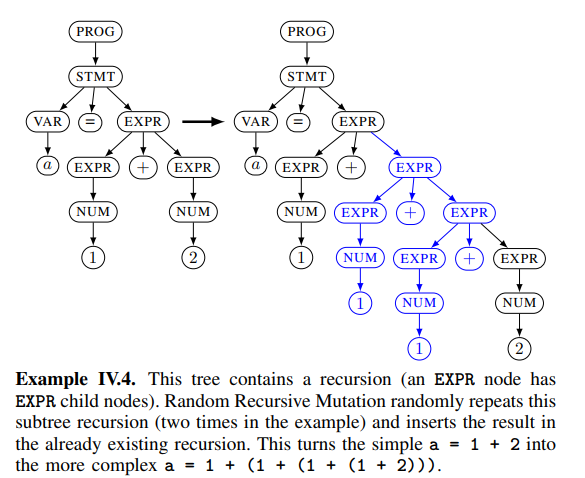 PROG PROG
STMT STMT
VAR = EXPR VAR = EXPR
a EXPR + EXPR a EXPR + EXPR
NUM NUM NUM EXPR + EXPR
1 2 1 NUM EXPR + EXPR
1 NUM NUM
1 2
Example IV.4. This tree contains a recursion (an EXPR node has
EXPR child nodes). Random Recursive Mutation randomly repeats this
subtree recursion (two times in the example) and inserts the result in
the already existing recursion. This turns the simple a = 1 + 2 into
the more complex a = 1 + (1 + (1 + (1 + 2))).